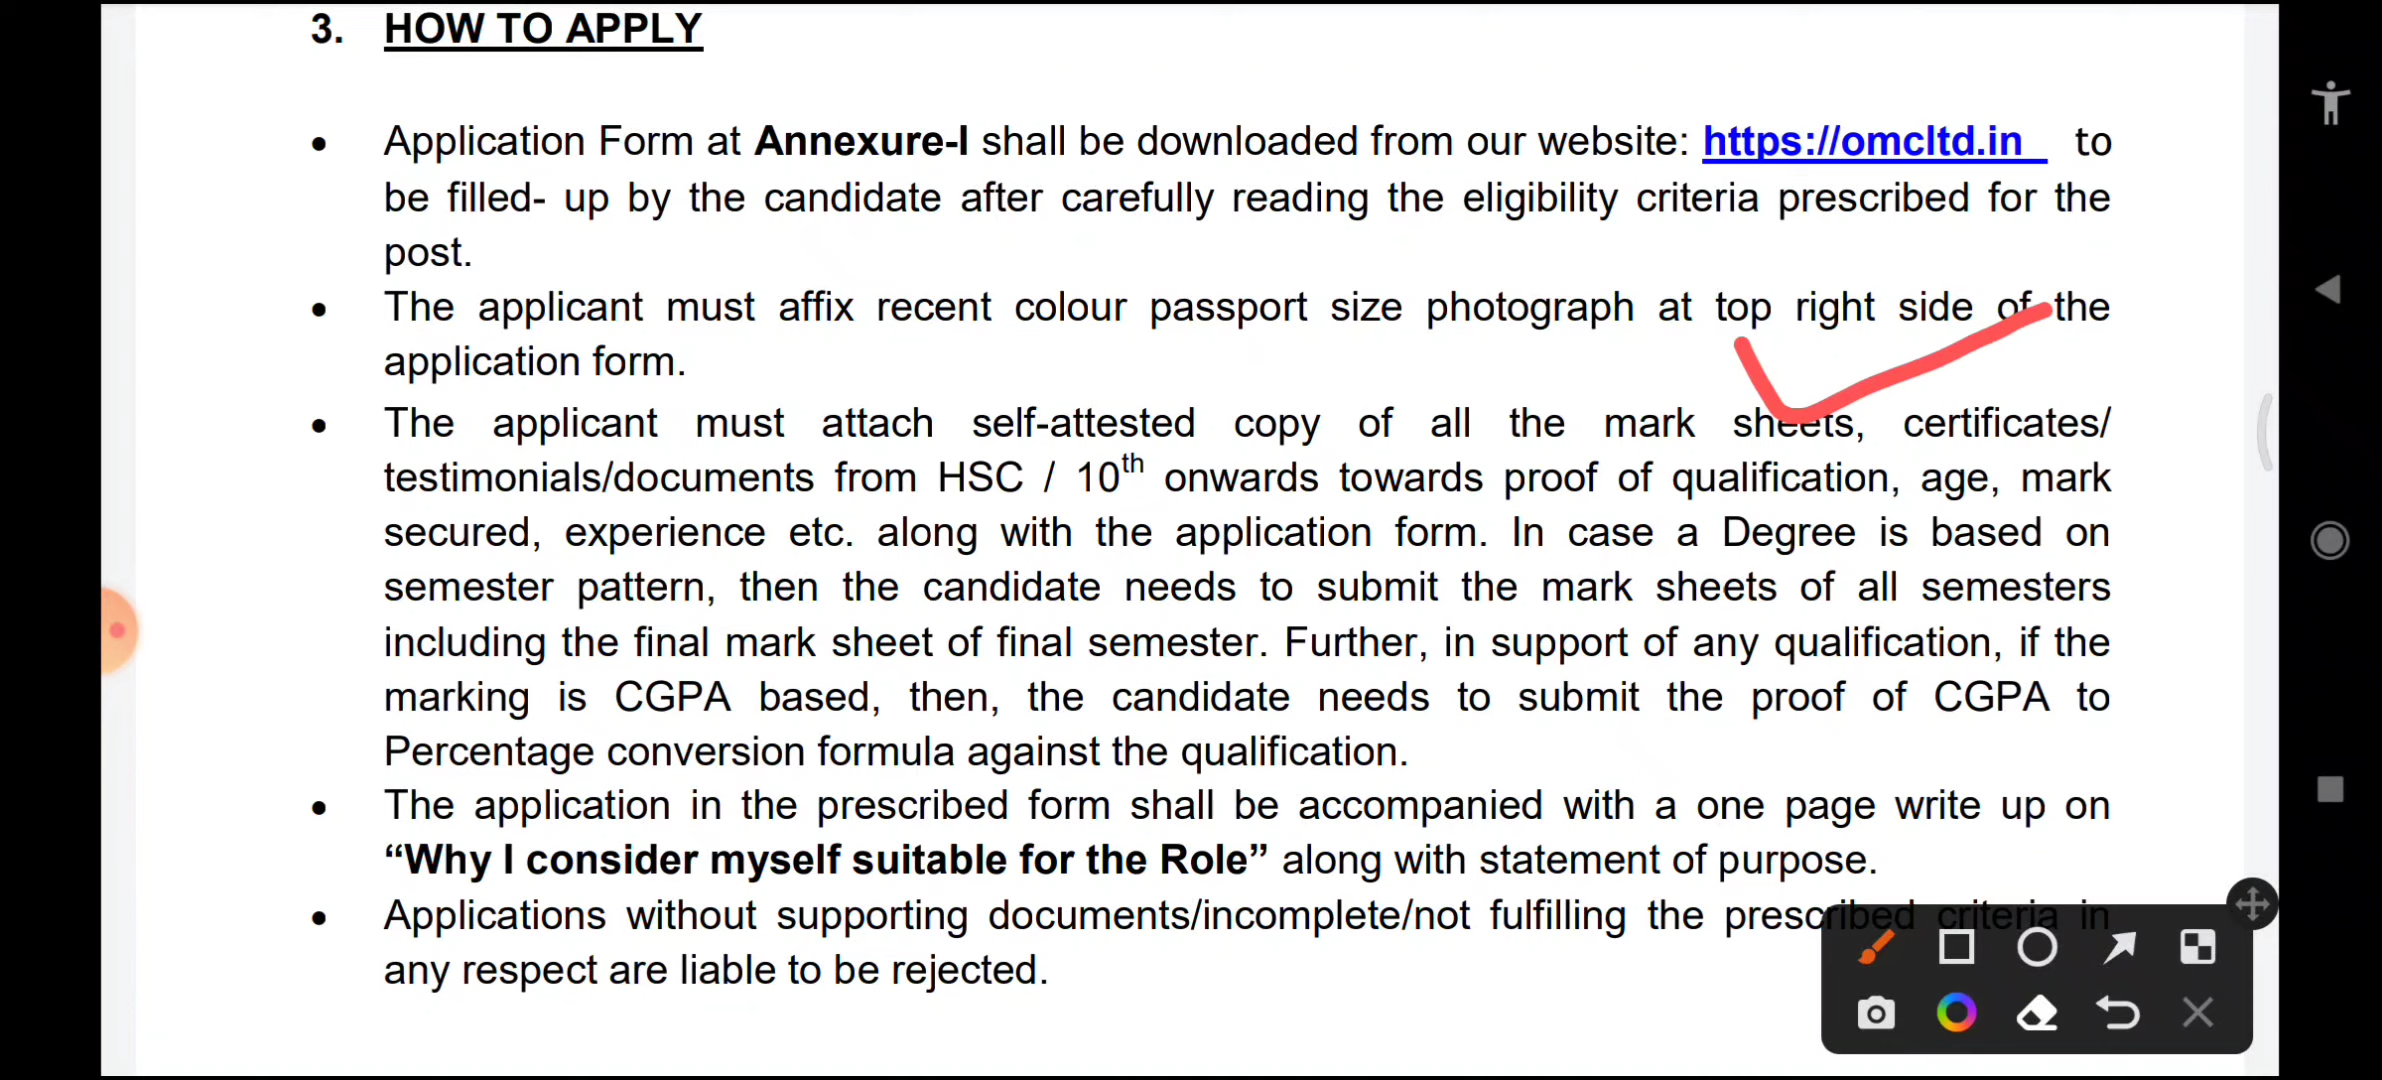 3. HOW TO APPLY
• Application Form at Annexure-I shall be downloaded from our website: https://omcltd.in to
be filled- up by the candidate after carefully reading the eligibility criteria prescribed for the
post.
• The applicant must affix recent colour passport size photograph at top right side of the
application form.
• The applicant must attach self-attested copy of all the mark sheets, certificates/
testimonials/documents from HSC / 10th onwards towards proof of qualification, age, mark
secured, experience etc. along with the application form. In case a Degree is based on
semester pattern, then the candidate needs to submit the mark sheets of all semesters
including the final mark sheet of final semester. Further, in support of any qualification, if the
marking is CGPA based, then, the candidate needs to submit the proof of CGPA to
Percentage conversion formula against the qualification.
• The application in the prescribed form shall be accompanied with a one page write up on
“Why I consider myself suitable for the Role” along with statement of purpose.
• Applications without supporting documents/incomplete/not fulfilling the prescribed criteria in
any respect are liable to be rejected.